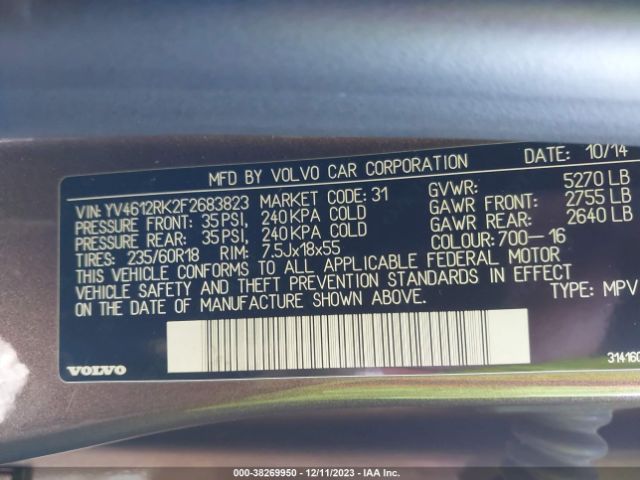 MFD BY VOLVO CAR CORPORATION DATE: 10/14
VIN: YV4612RK2F2683823 MARKET CODE: 31 GVWR: 5270 LB
PRESSURE FRONT: 35 PSI, 240 KPA COLD GAWR FRONT: 2755 LB
PRESSURE REAR: 35 PSI, 240 KPA COLD GAWR REAR: 2640 LB
TIRES: 235/60R18 RIM: 7.5Jx18x55 COLOUR: 700-16
THIS VEHICLE CONFORMS TO ALL APPLICABLE FEDERAL MOTOR
VEHICLE SAFETY AND THEFT PREVENTION STANDARDS IN EFFECT
ON THE DATE OF MANUFACTURE SHOWN ABOVE. TYPE: MPV
VOLVO
314160
000-38269950 • 12/11/2023 • IAA Inc.